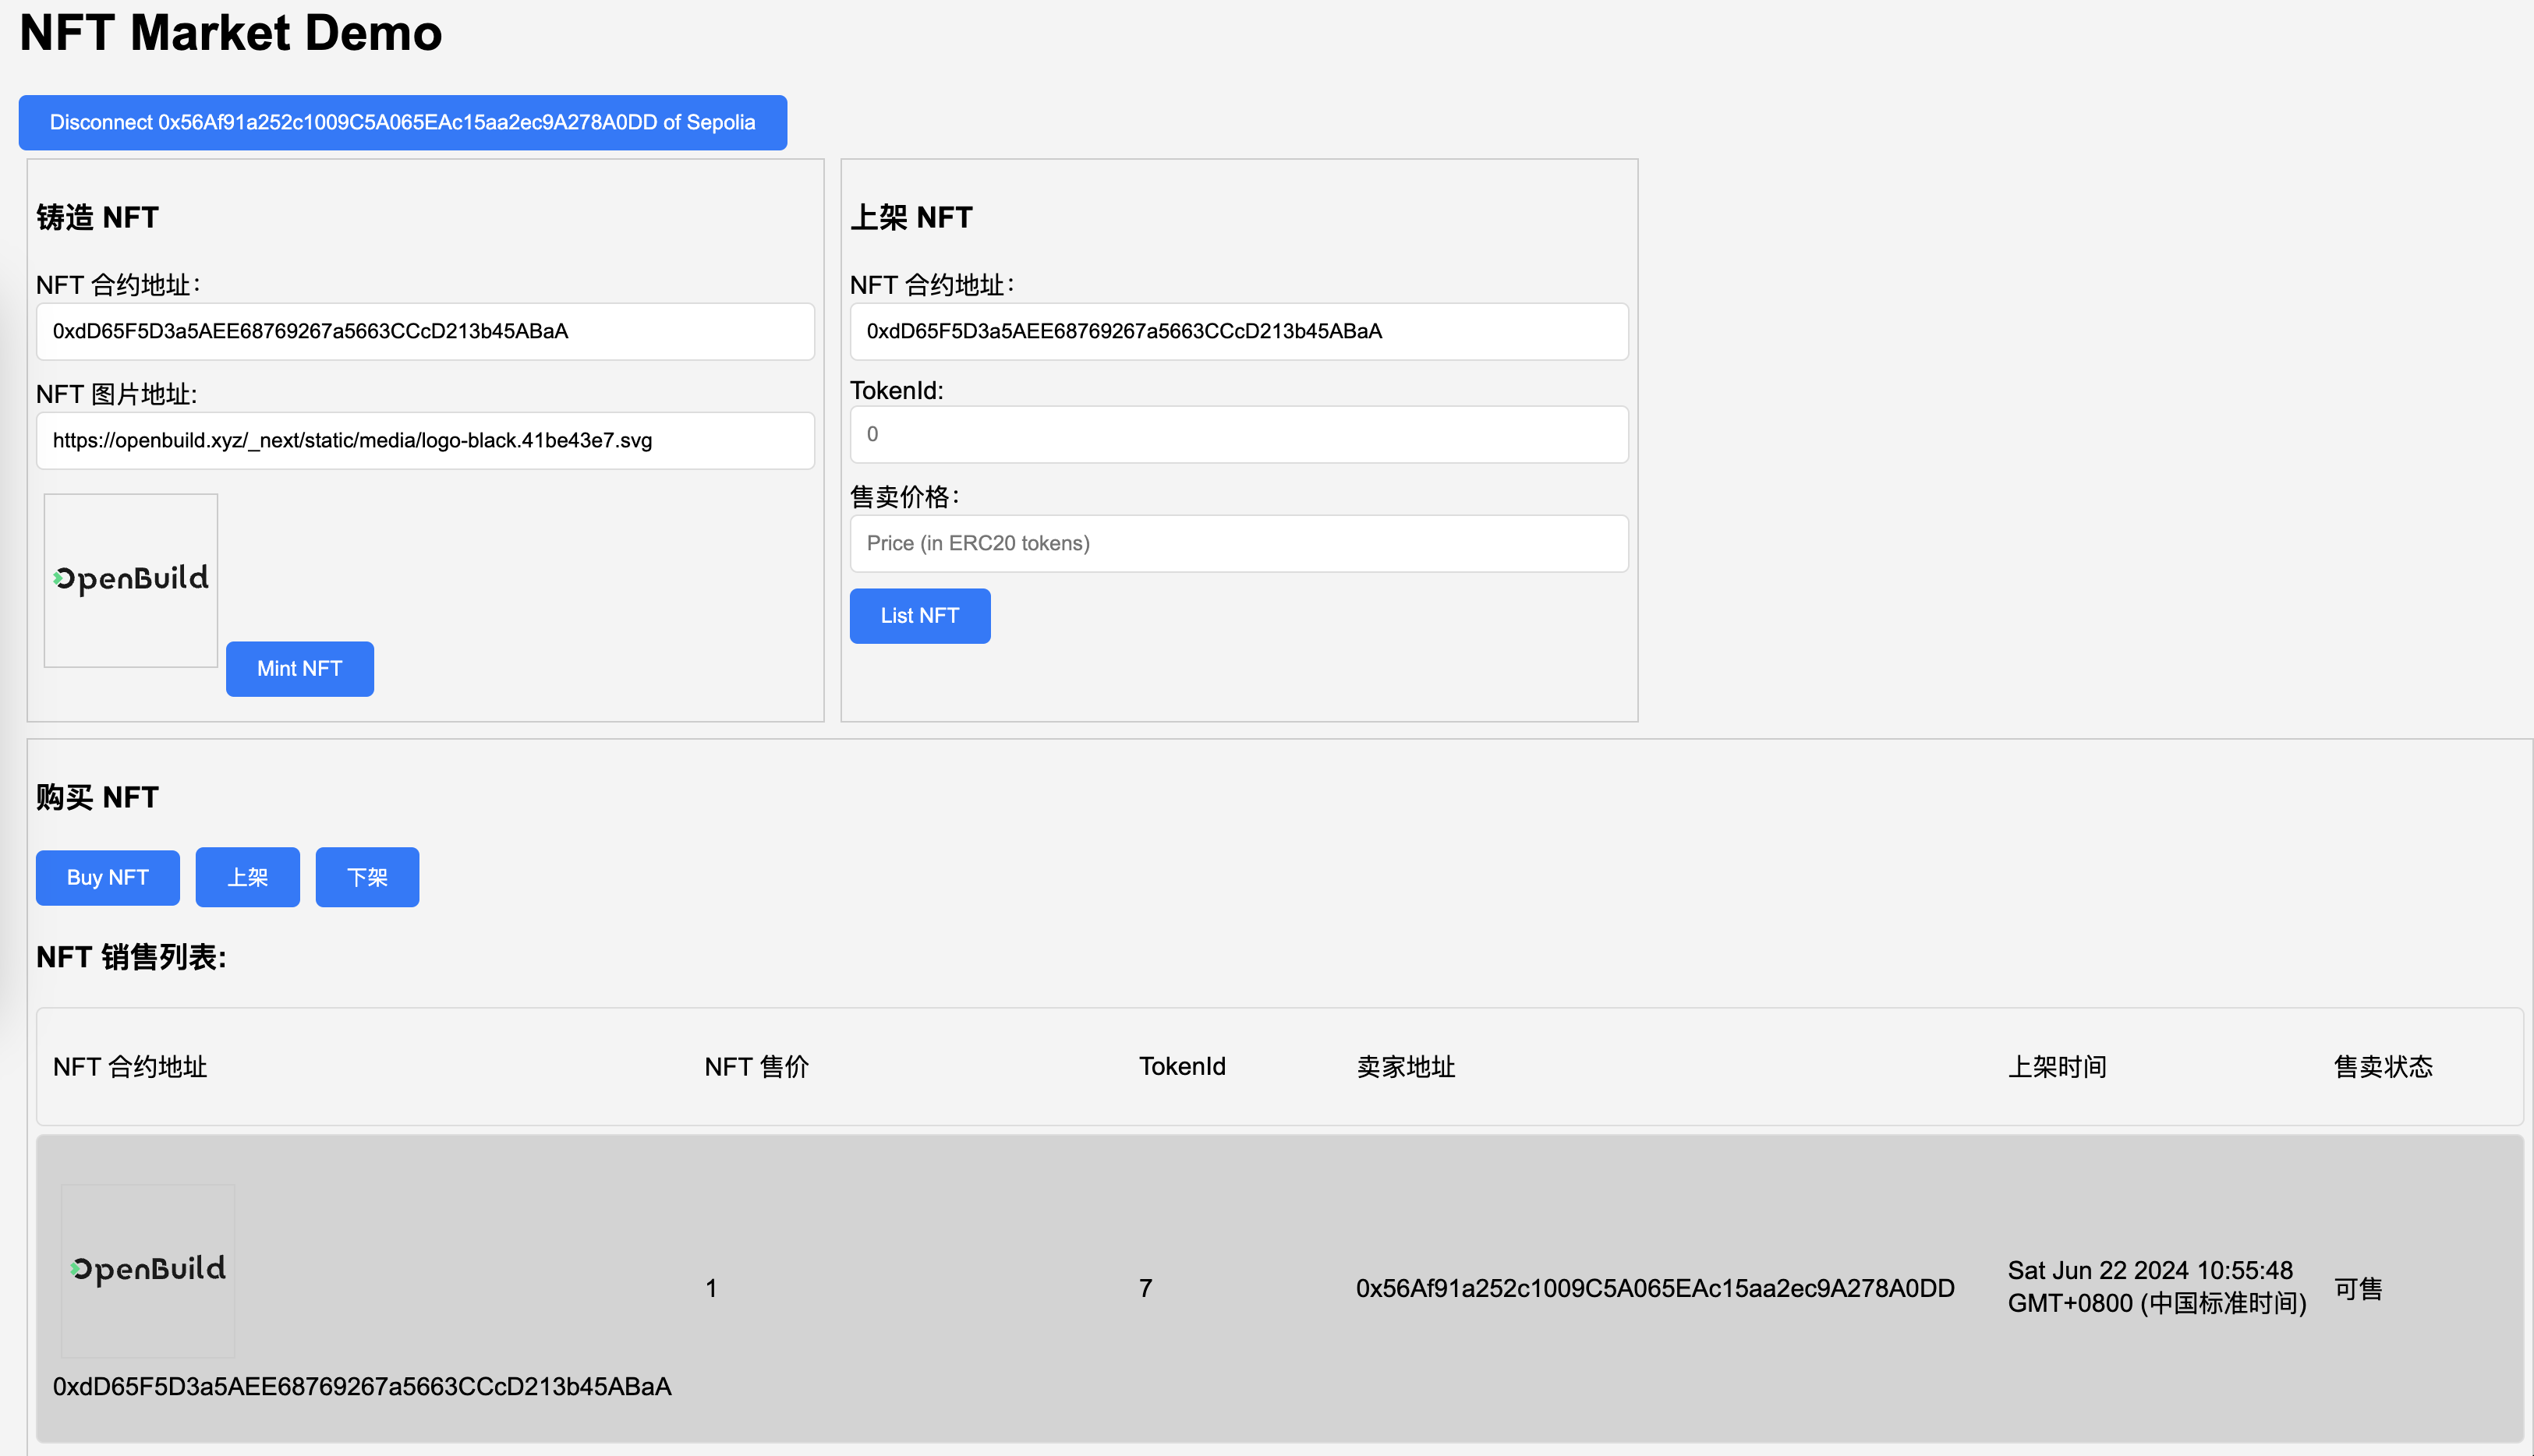 NFT Market Demo
Disconnect 0x56Af91a252c1009C5A065EAc15aa2ec9A278A0DD of Sepolia
铸造 NFT
NFT 合约地址：
0xdD65F5D3a5AEE68769267a5663CCcD213b45ABaA
NFT 图片地址:
https://openbuild.xyz/_next/static/media/logo-black.41be43e7.svg
OpenBuild
Mint NFT
上架 NFT
NFT 合约地址：
0xdD65F5D3a5AEE68769267a5663CCcD213b45ABaA
TokenId:
0
售卖价格：
Price (in ERC20 tokens)
List NFT
购买 NFT
Buy NFT 上架 下架
NFT 销售列表:
NFT 合约地址 NFT 售价 TokenId 卖家地址 上架时间 售卖状态
OpenBuild
0xdD65F5D3a5AEE68769267a5663CCcD213b45ABaA
1
7
0x56Af91a252c1009C5A065EAc15aa2ec9A278A0DD
Sat Jun 22 2024 10:55:48
GMT+0800 (中国标准时间)
可售